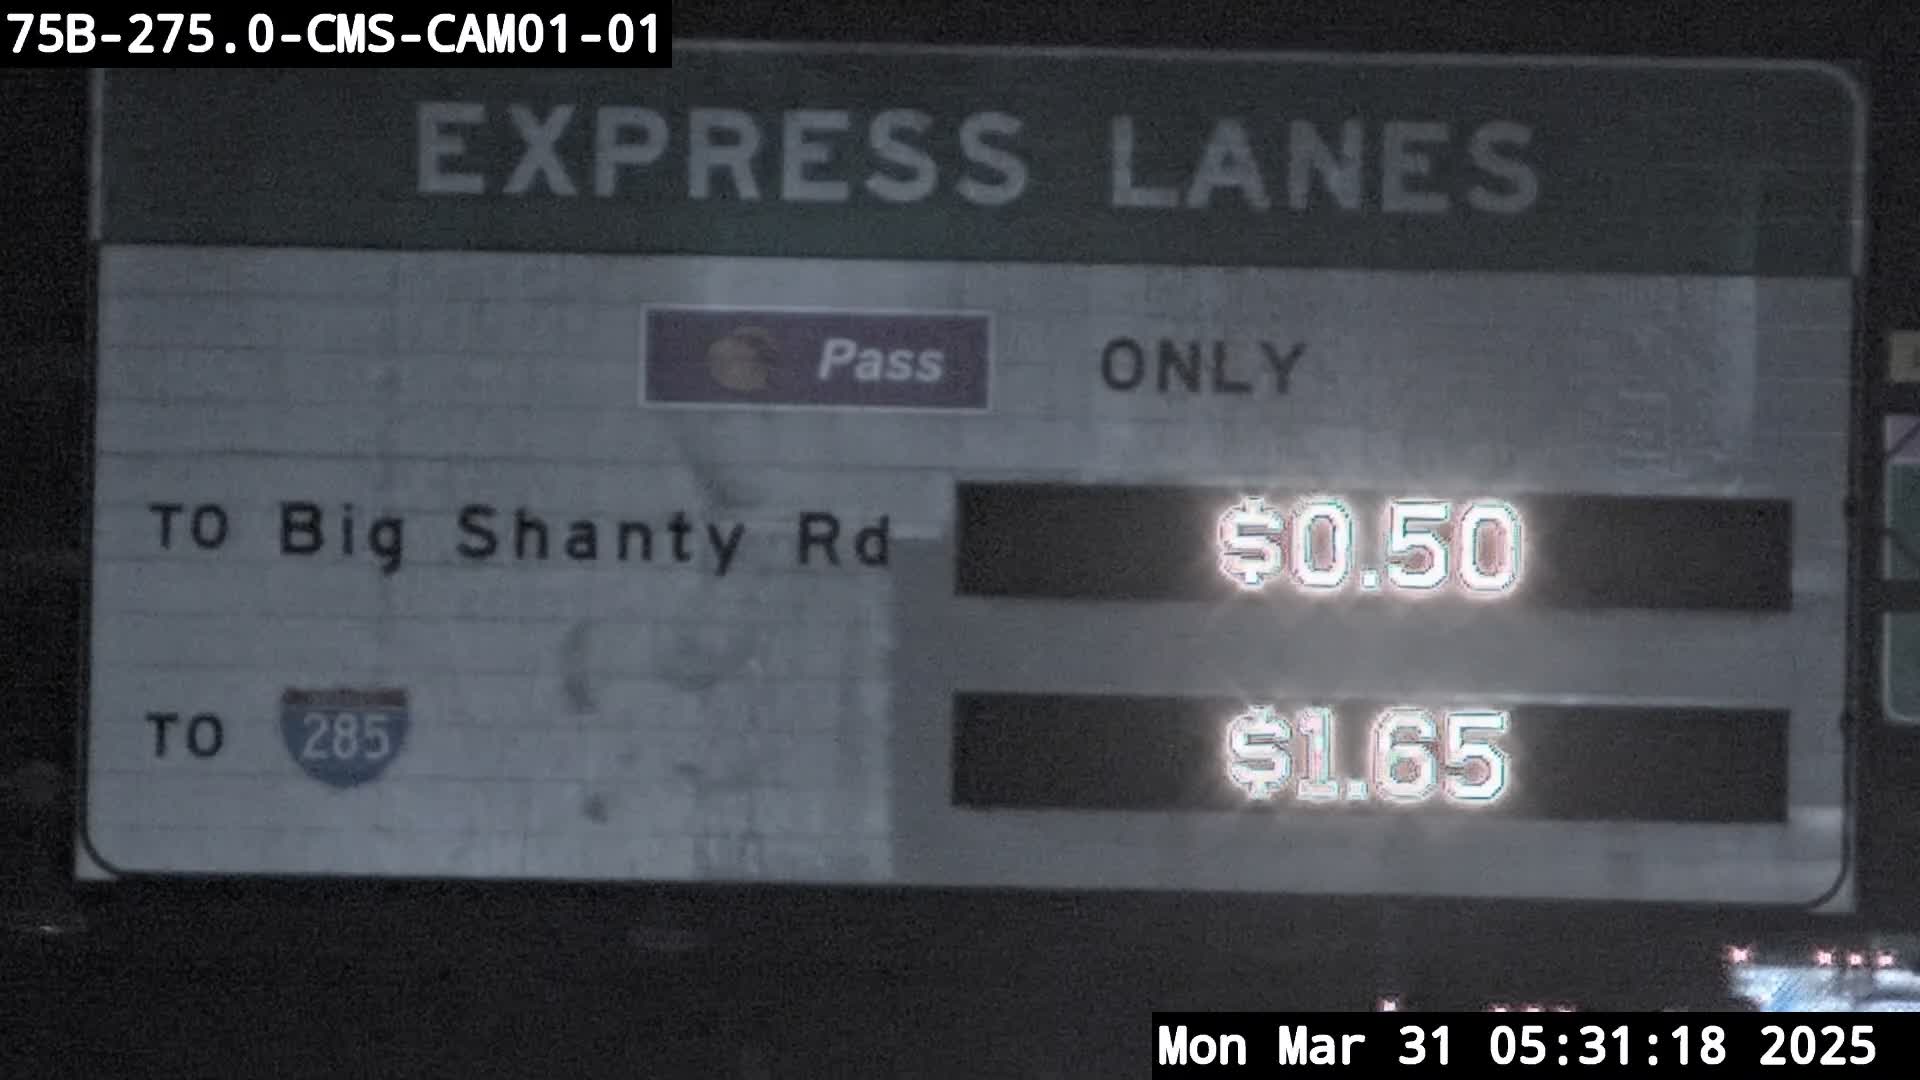 75B-275.0-CMS-CAM01-01
EXPRESS LANES
Pass ONLY
TO Big Shanty Rd $0.50
TO 285 $1.65
Mon Mar 31 05:31:18 2025